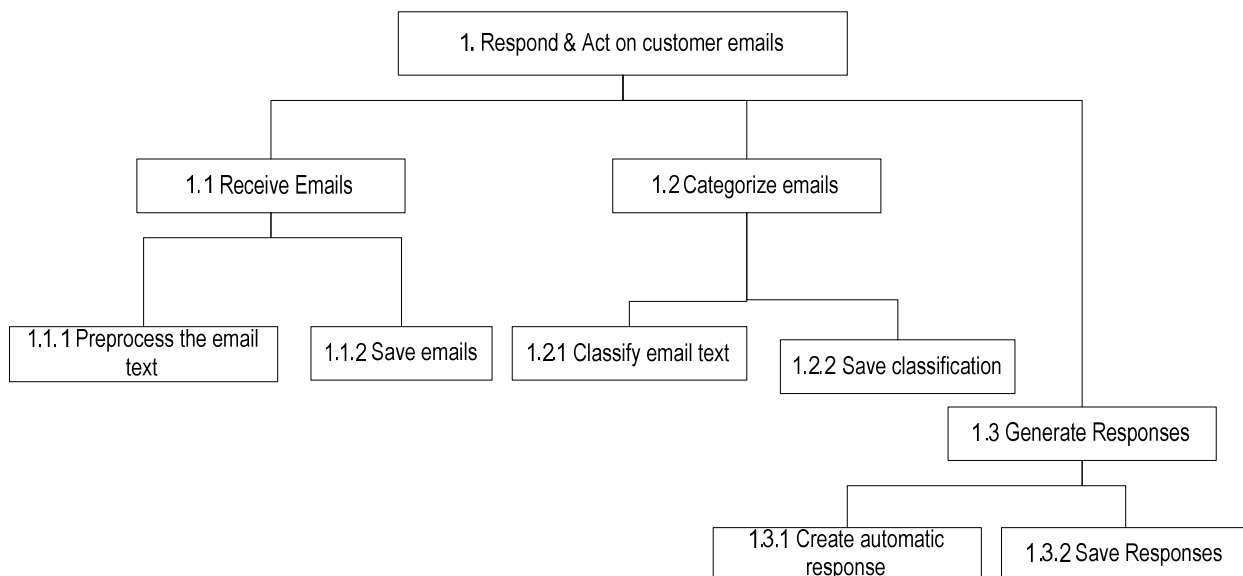 1. Respond & Act on customer emails
1.1 Receive Emails
1.2 Categorize emails
1.1.1 Preprocess the email
text
1.1.2 Save emails
1.21 Classify email text
1.2.2 Save classification
1.3 Generate Responses
1.3.1 Create automatic
response
1.3.2 Save Responses